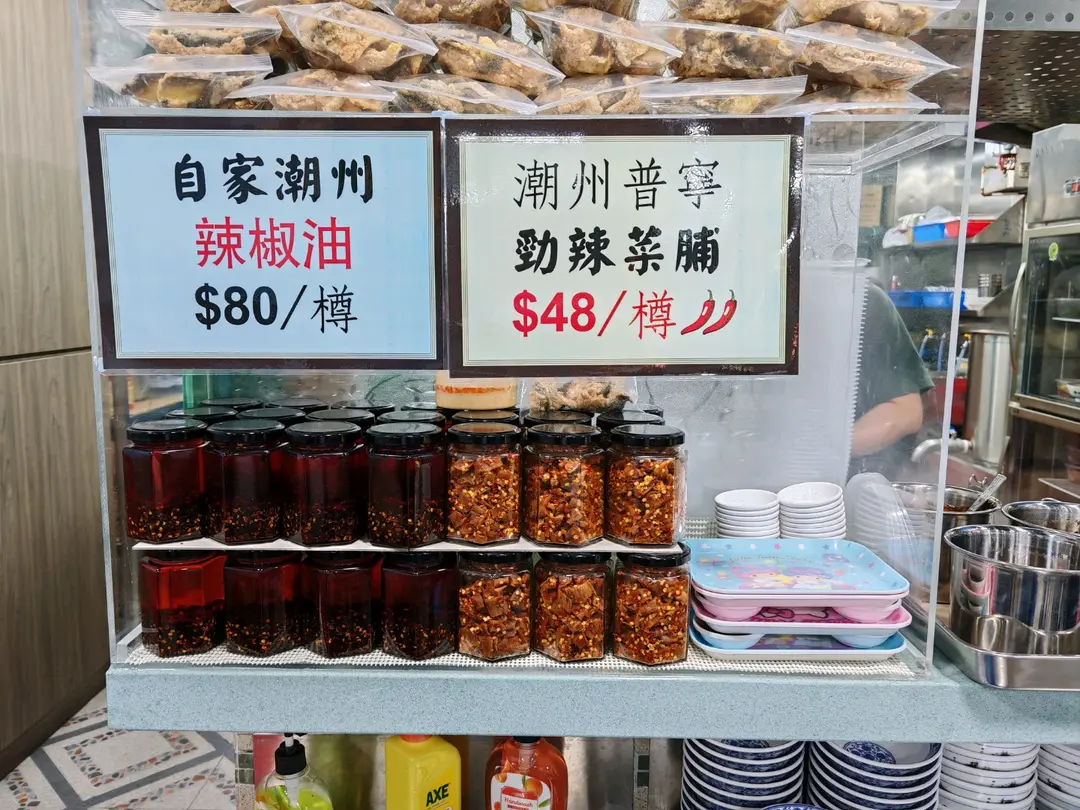 自家潮州
辣椒油
$80/樽
潮州普寧
勁辣菜脯
$48/樽
AXE